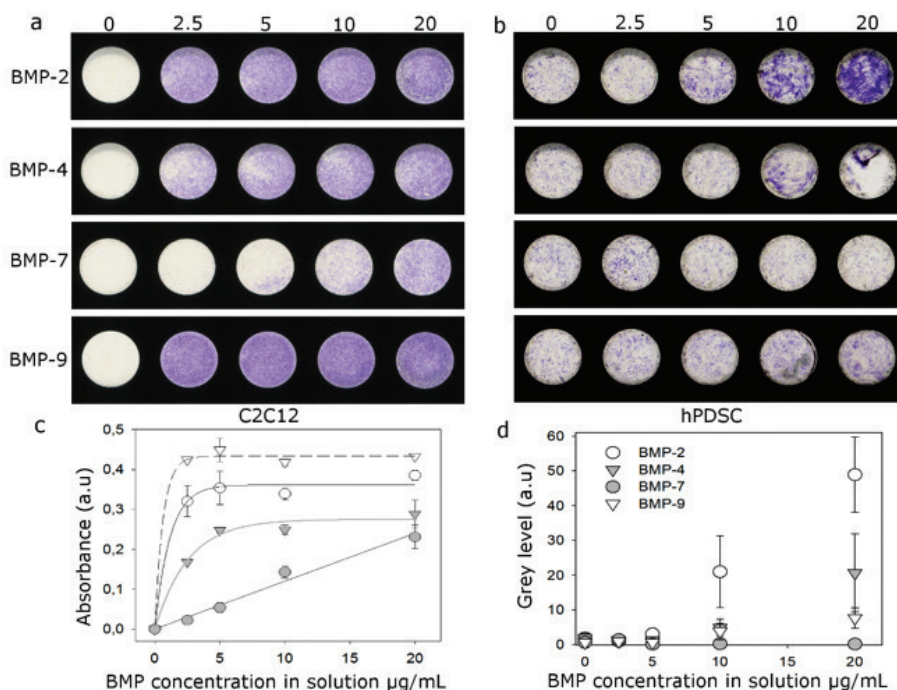 a 0 2.5 5 10 20
b 0 2.5 5 10 20
BMP-2
BMP-4
BMP-7
BMP-9
C2C12
hPDSC
c
0,5
0,4
0,3
0,2
0,1
0,0
Absorbance (a.u)
0 5 10 15 20
BMP concentration in solution µg/mL
d
60
50
40
30
20
10
0
Grey level (a.u)
BMP-2
BMP-4
BMP-7
BMP-9
0 5 10 15 20
BMP concentration in solution µg/mL